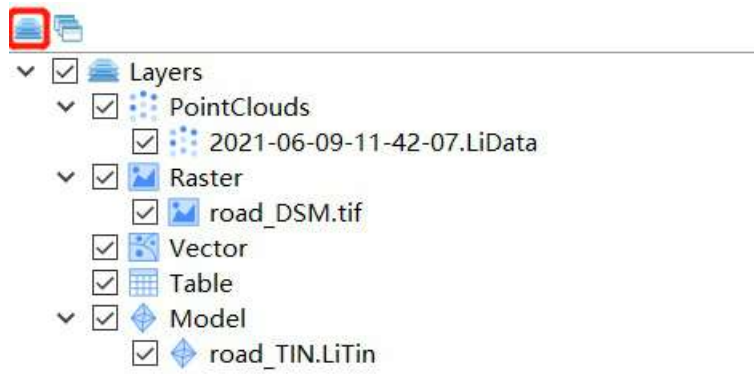 Layers
PointClouds
2021-06-09-11-42-07.LiData
Raster
road_DSM.tif
Vector
Table
Model
road_TIN.LiTin